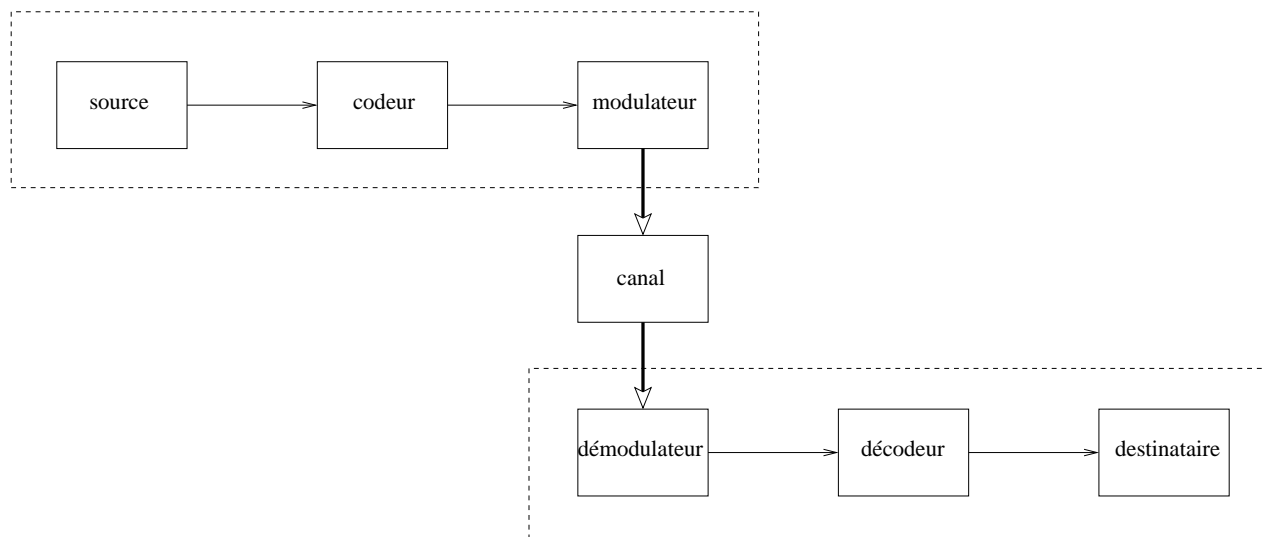 source
codeur
modulateur
canal
démodulateur
décodeur
destinataire